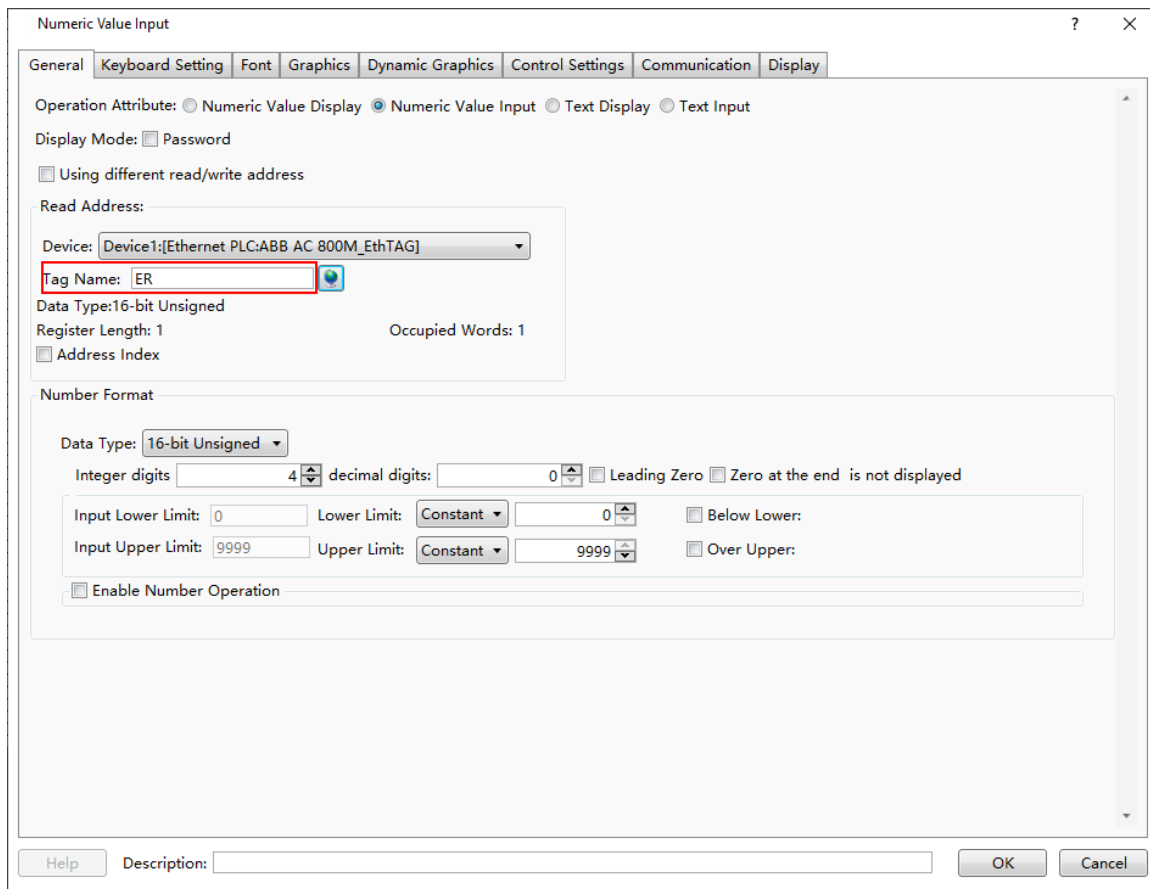 Numeric Value Input ?
General Keyboard Setting Font Graphics Dynamic Graphics Control Settings Communication Display
Operation Attribute: Numeric Value Display Numeric Value Input Text Display Text Input
Display Mode: Password
Using different read/write address
Read Address:
Device: Device1:[Ethernet PLC:ABB AC 800M_EthTAG]
Tag Name: ER
Data Type:16-bit Unsigned
Register Length: 1 Occupied Words: 1
Address Index
Number Format
Data Type: 16-bit Unsigned
Integer digits 4 decimal digits: 0 Leading Zero Zero at the end is not displayed
Input Lower Limit: 0 Lower Limit: Constant 0 Below Lower:
Input Upper Limit: 9999 Upper Limit: Constant 9999 Over Upper:
Enable Number Operation
Help Description: OK Cancel